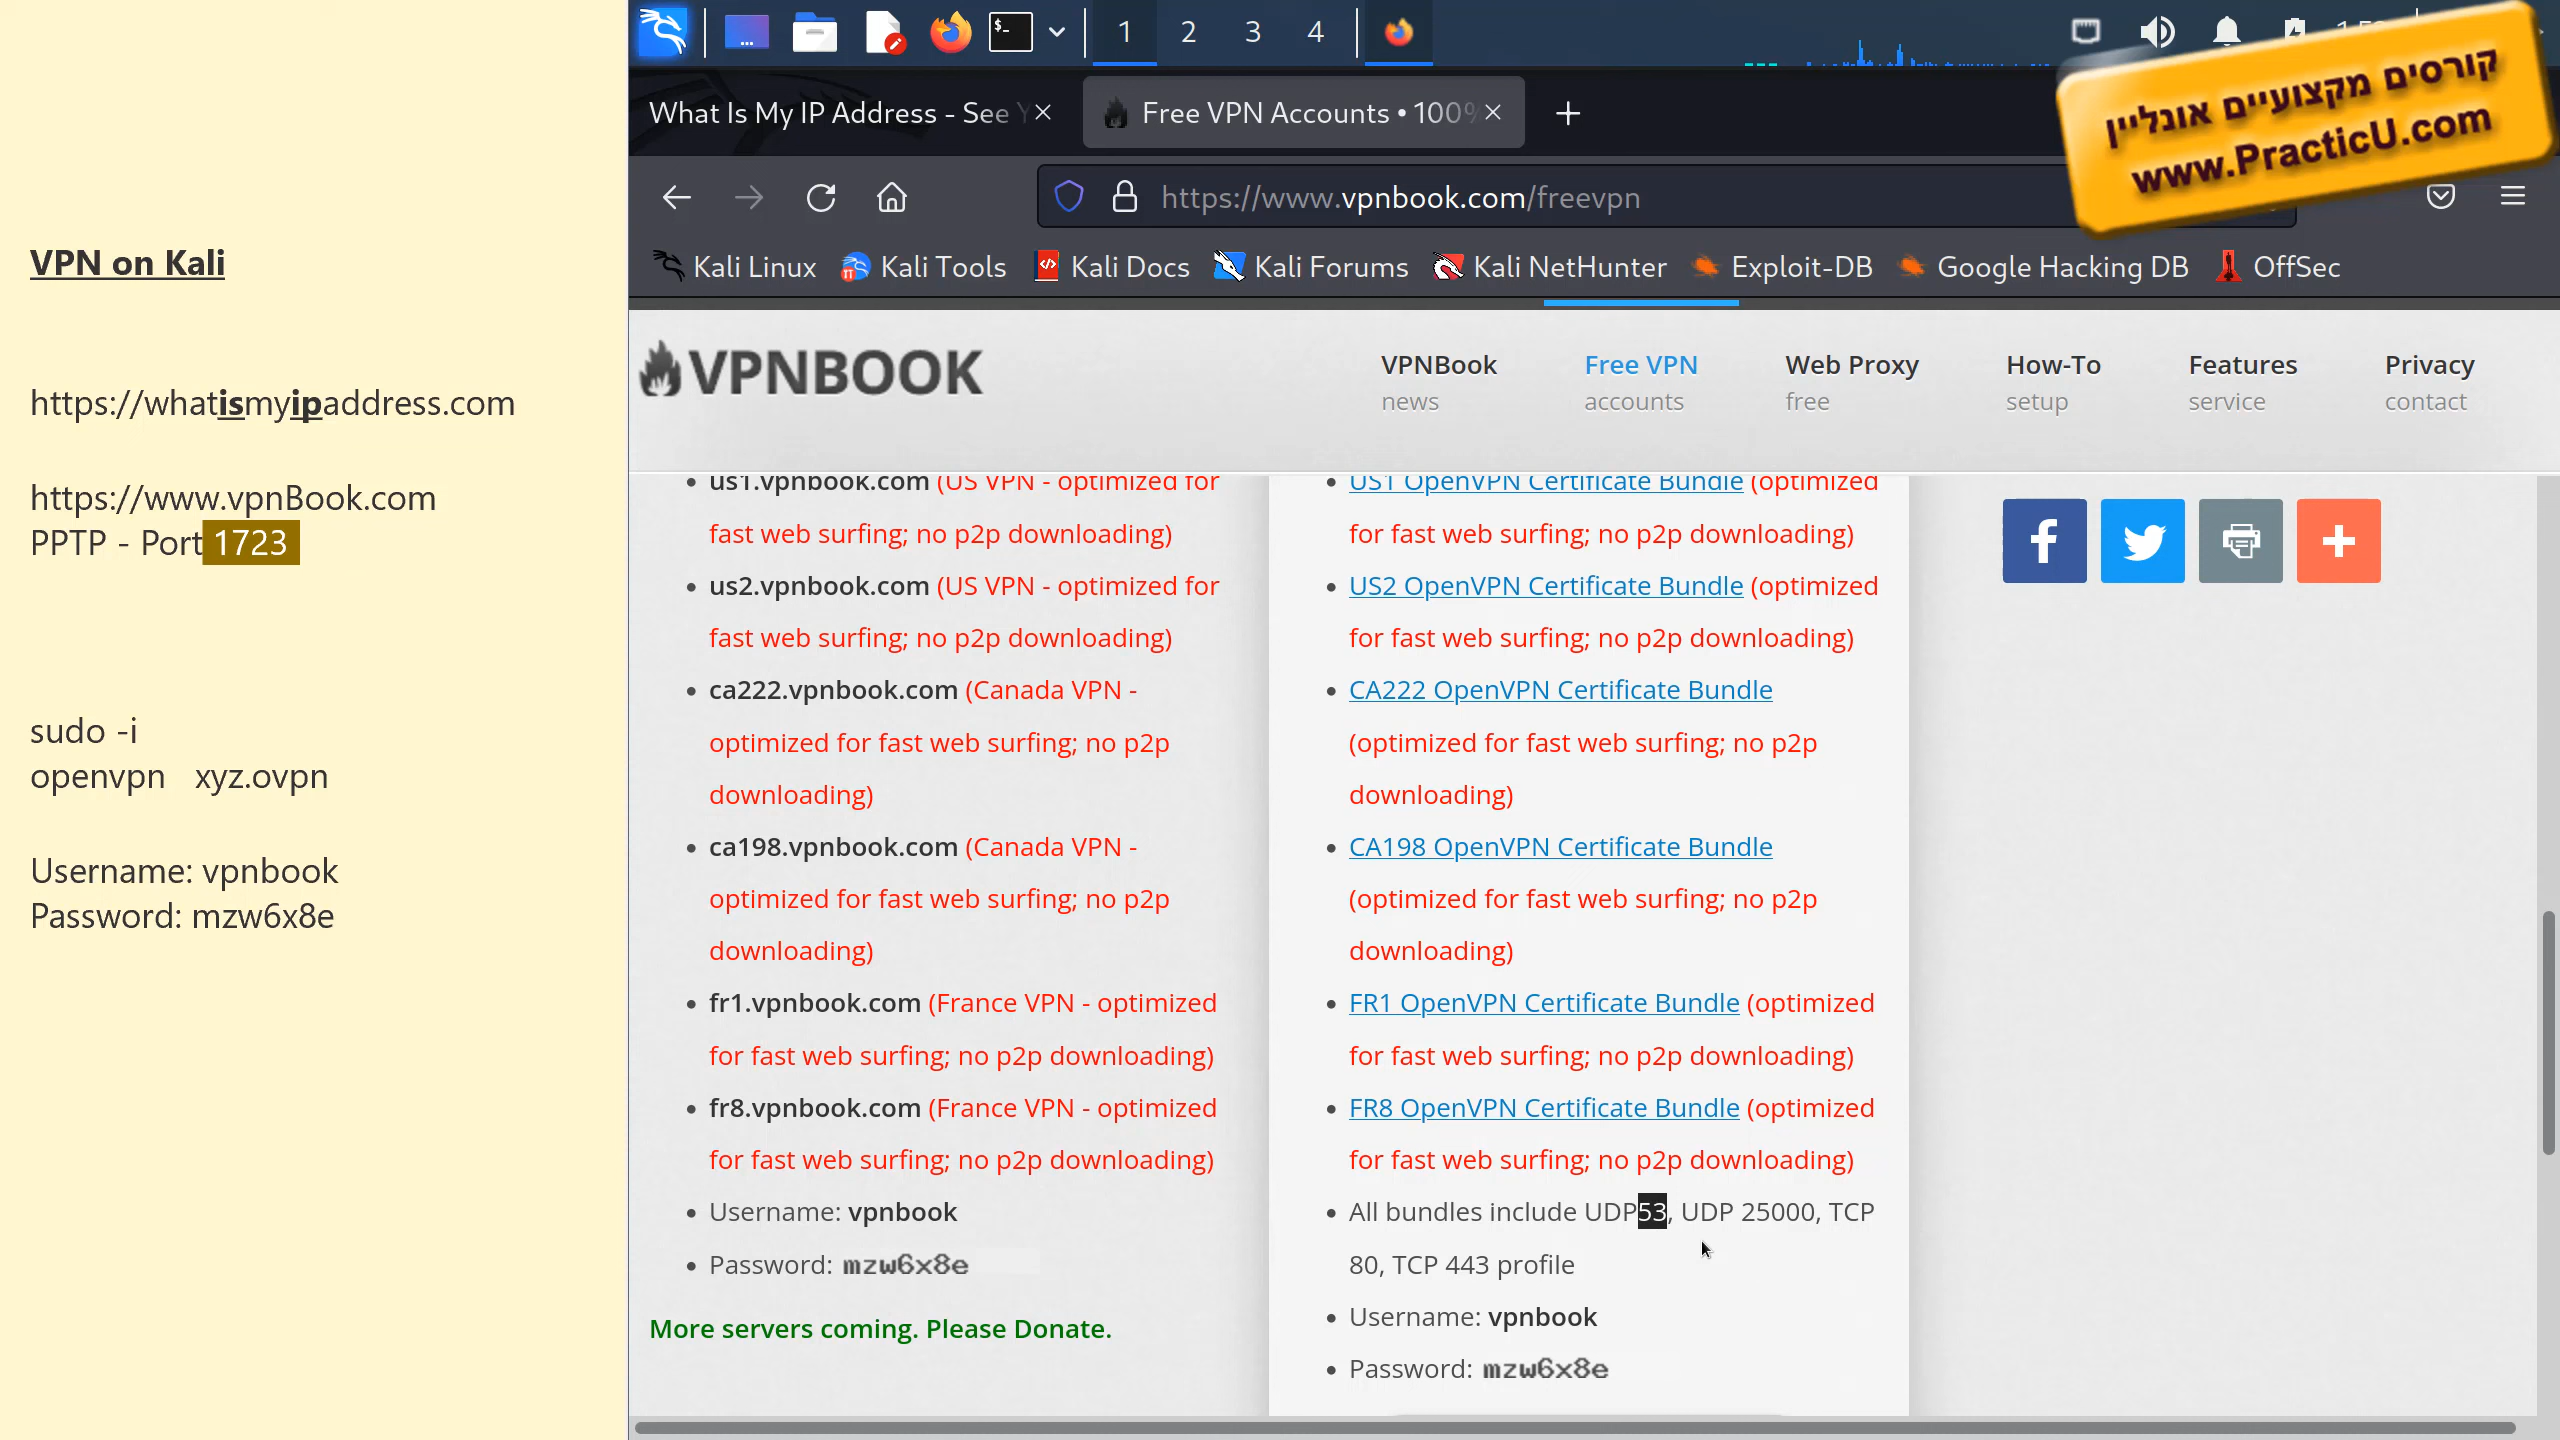 VPN on Kali
https://whatismyipaddress.com
https://www.vpnBook.com
PPTP - Port 1723
sudo -i
openvpn xyz.ovpn
Username: vpnbook
Password: mzw6x8e
1 2 3 4
קורסים מקצועיים אונליין
www.PracticU.com
What Is My IP Address - See Y
Free VPN Accounts • 100%
https://www.vpnbook.com/freevpn
Kali Linux Kali Tools Kali Docs Kali Forums Kali NetHunter Exploit-DB Google Hacking DB OffSec
VPNBOOK
VPNBook Free VPN Web Proxy How-To Features Privacy
news accounts free setup service contact
us1.vpnbook.com (US VPN - optimized for
fast web surfing; no p2p downloading)
us2.vpnbook.com (US VPN - optimized for
fast web surfing; no p2p downloading)
ca222.vpnbook.com (Canada VPN -
optimized for fast web surfing; no p2p
downloading)
ca198.vpnbook.com (Canada VPN -
optimized for fast web surfing; no p2p
downloading)
fr1.vpnbook.com (France VPN - optimized
for fast web surfing; no p2p downloading)
fr8.vpnbook.com (France VPN - optimized
for fast web surfing; no p2p downloading)
Username: vpnbook
Password: mzw6x8e
More servers coming. Please Donate.
US1 OpenVPN Certificate Bundle (optimized
for fast web surfing; no p2p downloading)
US2 OpenVPN Certificate Bundle (optimized
for fast web surfing; no p2p downloading)
CA222 OpenVPN Certificate Bundle
(optimized for fast web surfing; no p2p
downloading)
CA198 OpenVPN Certificate Bundle
(optimized for fast web surfing; no p2p
downloading)
FR1 OpenVPN Certificate Bundle (optimized
for fast web surfing; no p2p downloading)
FR8 OpenVPN Certificate Bundle (optimized
for fast web surfing; no p2p downloading)
All bundles include UDP53, UDP 25000, TCP
80, TCP 443 profile
Username: vpnbook
Password: mzw6x8e